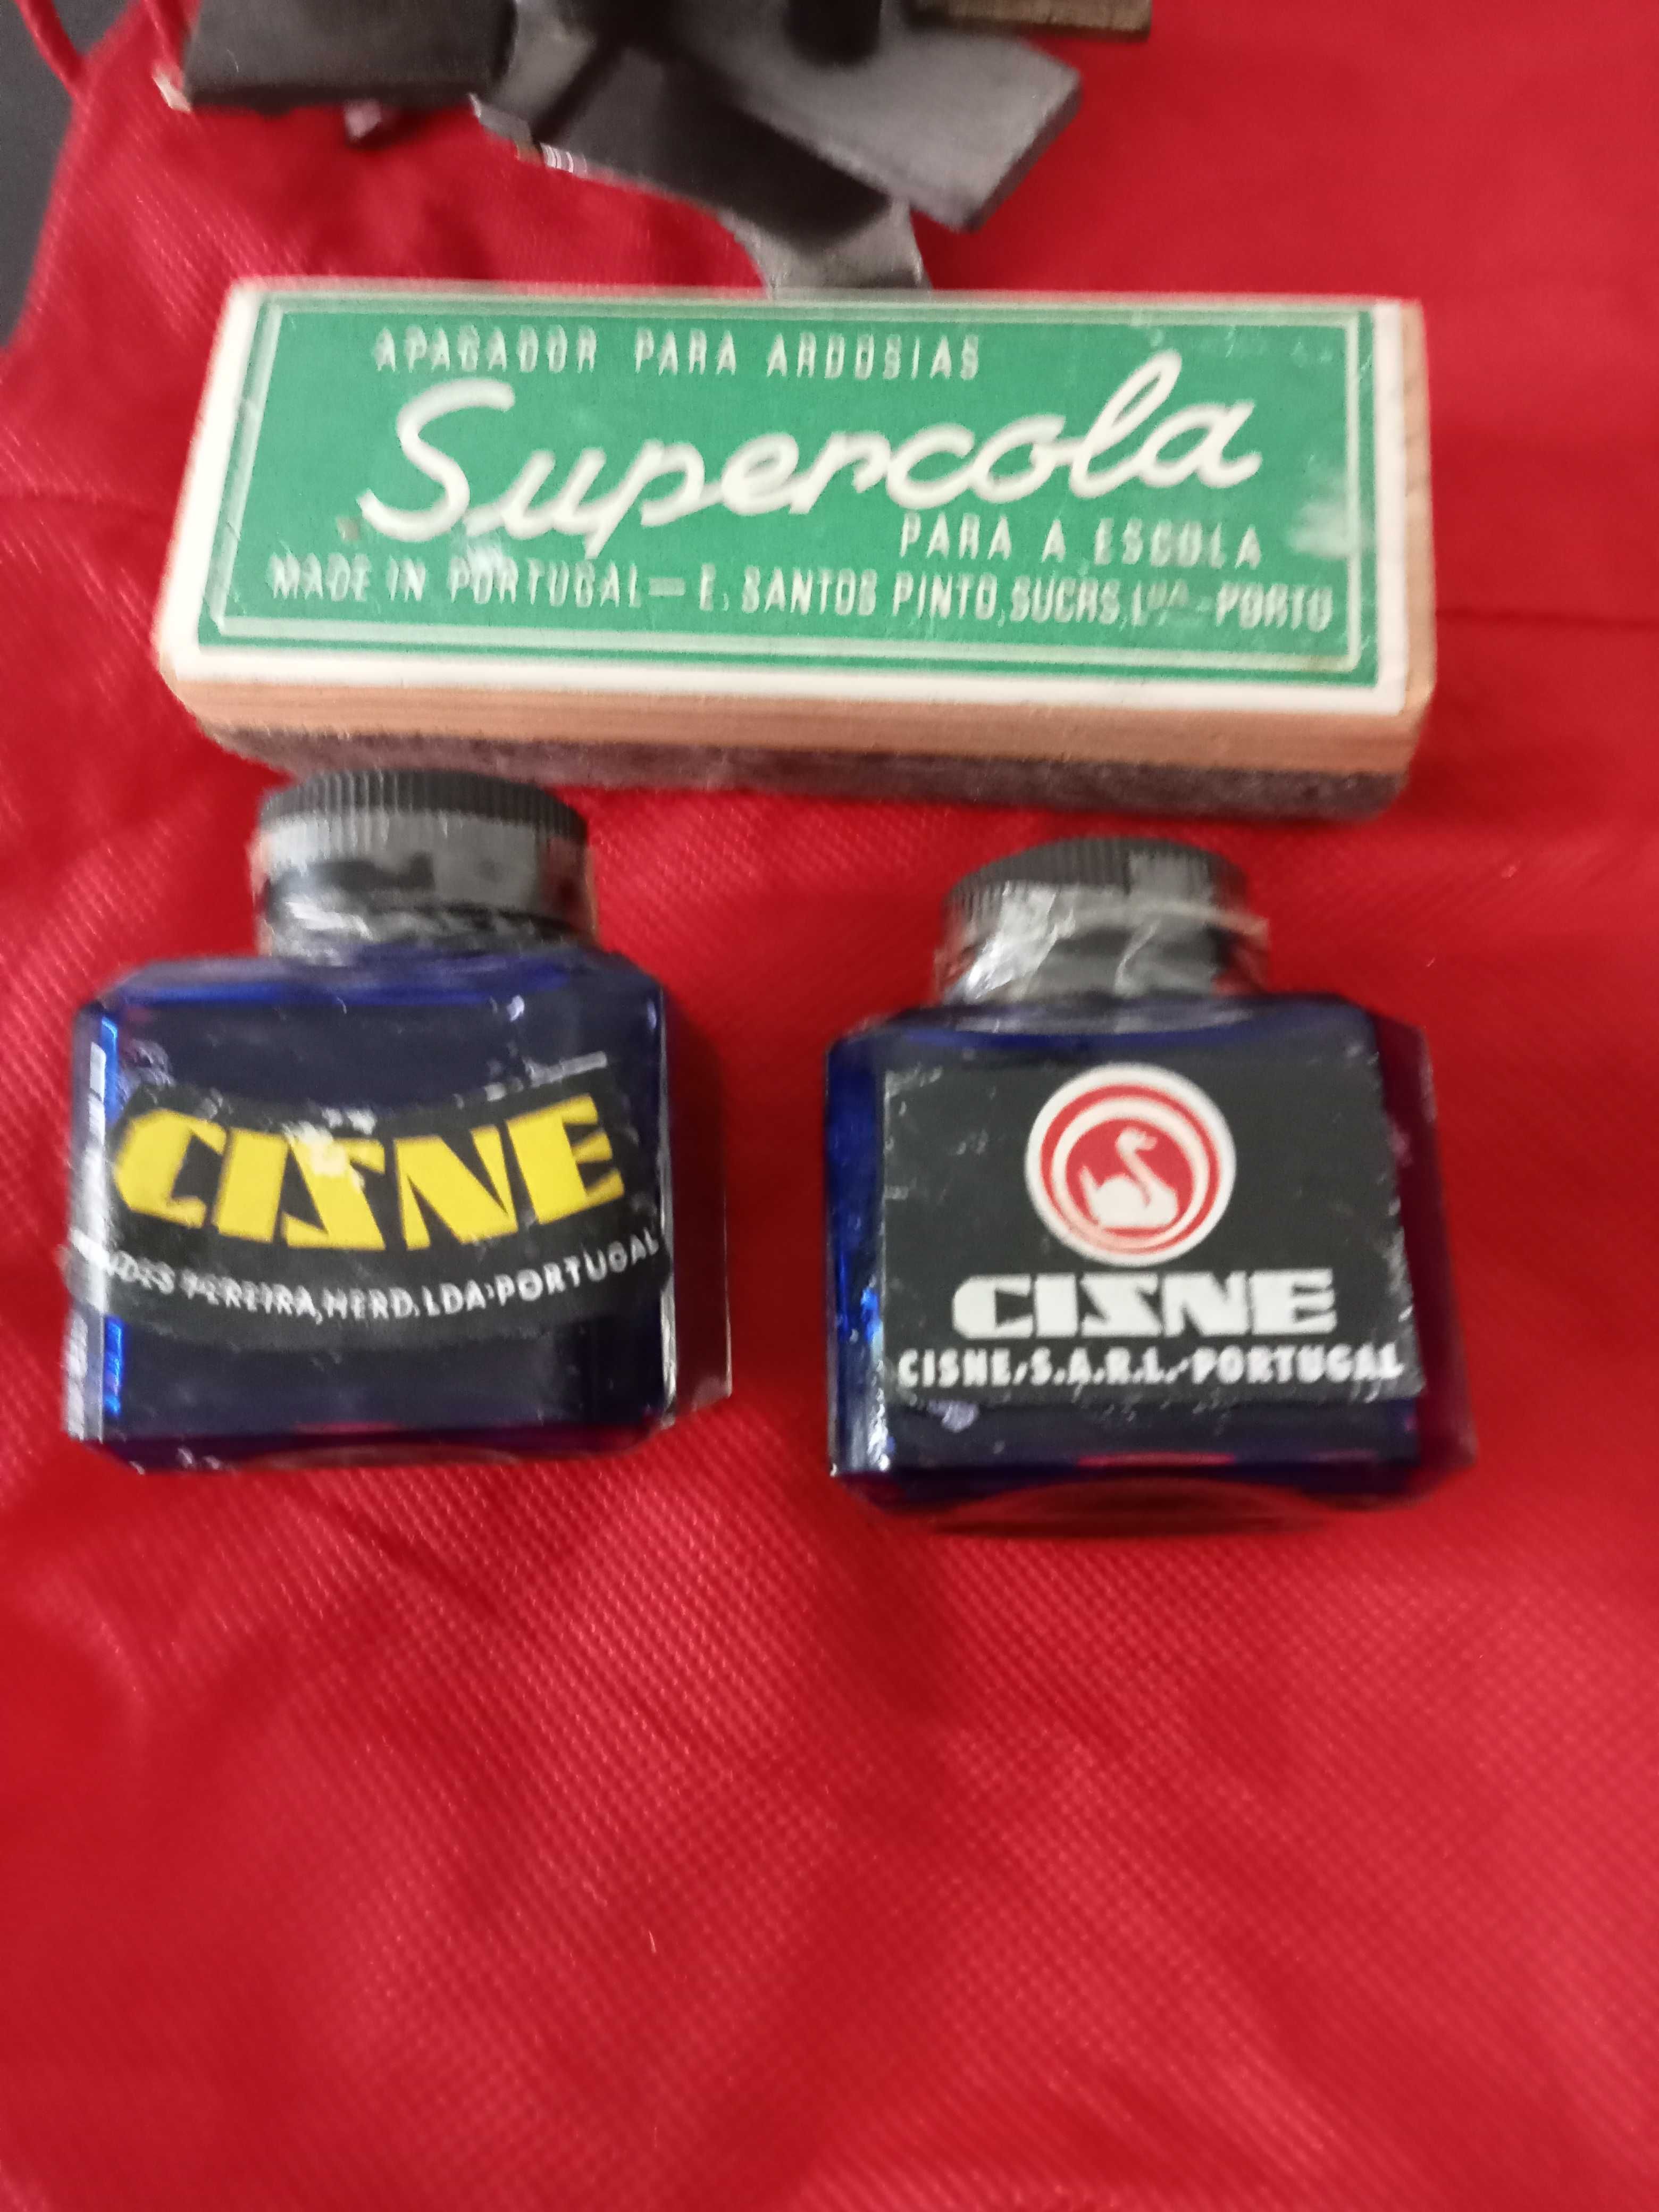 APAGADOR PARA ARDOSIAS
Supercola
PARA A ESCOLA
MADE IN PORTUGAL — E. SANTOS PINTO, SUCRS, LDA - PORTO
CISNE
PEREIRA, HERD. LDA · PORTUGAL
CISNE
CISNE, S.A.R.L. - PORTUGAL